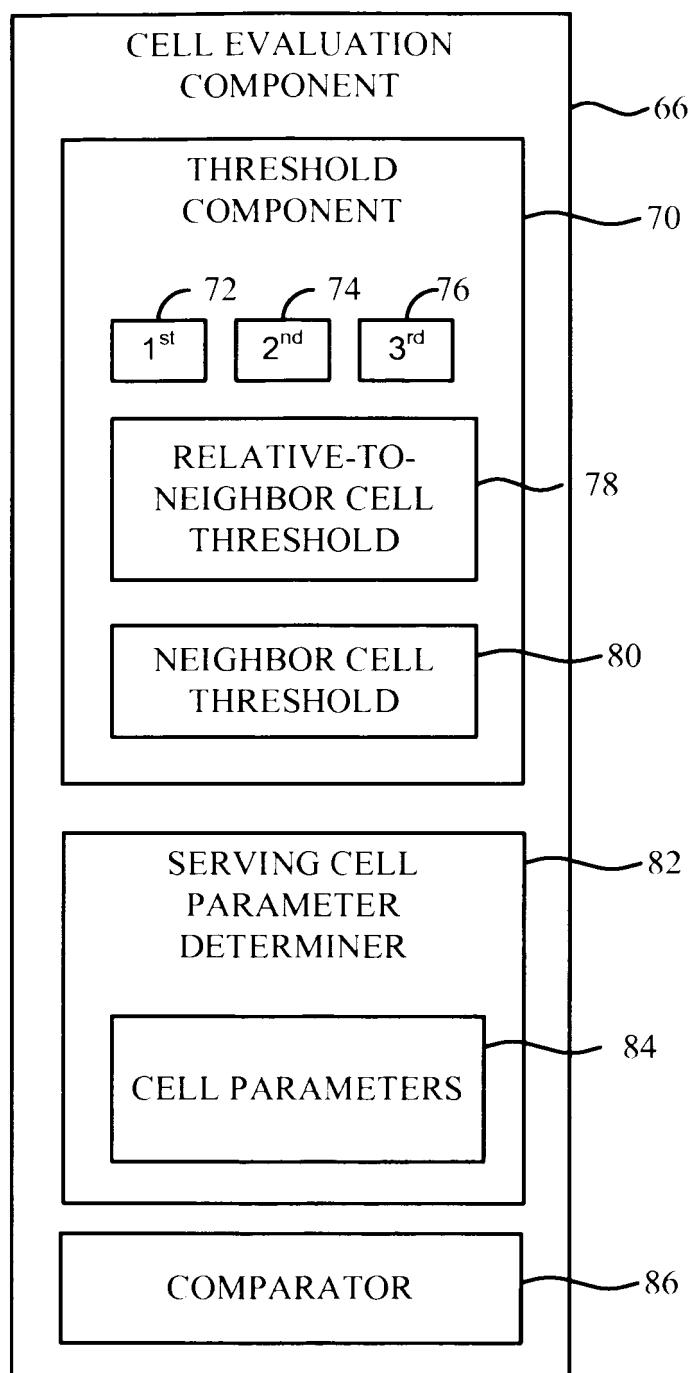 CELL EVALUATION
COMPONENT
66
THRESHOLD
COMPONENT
70
72 74 76
1st 2nd 3rd
RELATIVE-TO-
NEIGHBOR CELL
THRESHOLD
78
NEIGHBOR CELL
THRESHOLD
80
SERVING CELL
PARAMETER
DETERMINER
82
CELL PARAMETERS
84
COMPARATOR
86